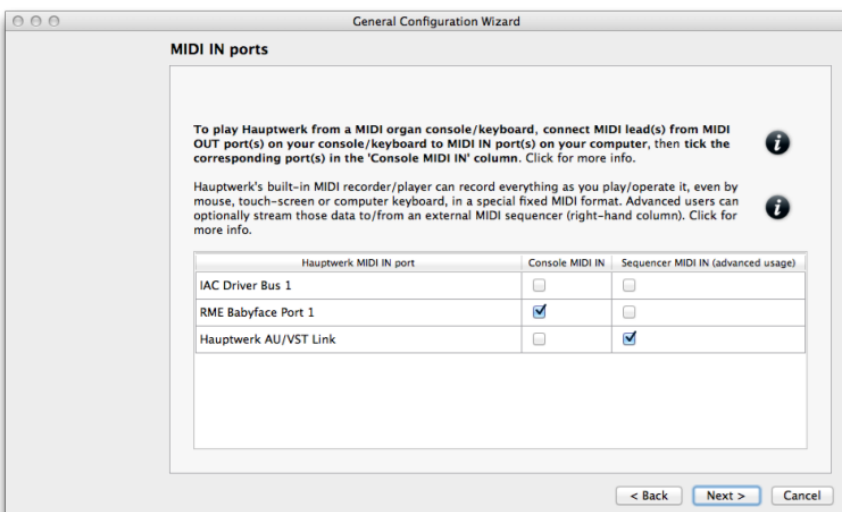 General Configuration Wizard
MIDI IN ports
To play Hauptwerk from a MIDI organ console/keyboard, connect MIDI lead(s) from MIDI
OUT port(s) on your console/keyboard to MIDI IN port(s) on your computer, then tick the
corresponding port(s) in the 'Console MIDI IN' column. Click for more info.
Hauptwerk's built-in MIDI recorder/player can record everything as you play/operate it, even by
mouse, touch-screen or computer keyboard, in a special fixed MIDI format. Advanced users can
optionally stream those data to/from an external MIDI sequencer (right-hand column). Click for
more info.
Hauptwerk MIDI IN port Console MIDI IN Sequencer MIDI IN (advanced usage)
IAC Driver Bus 1
RME Babyface Port 1
Hauptwerk AU/VST Link
< Back Next > Cancel